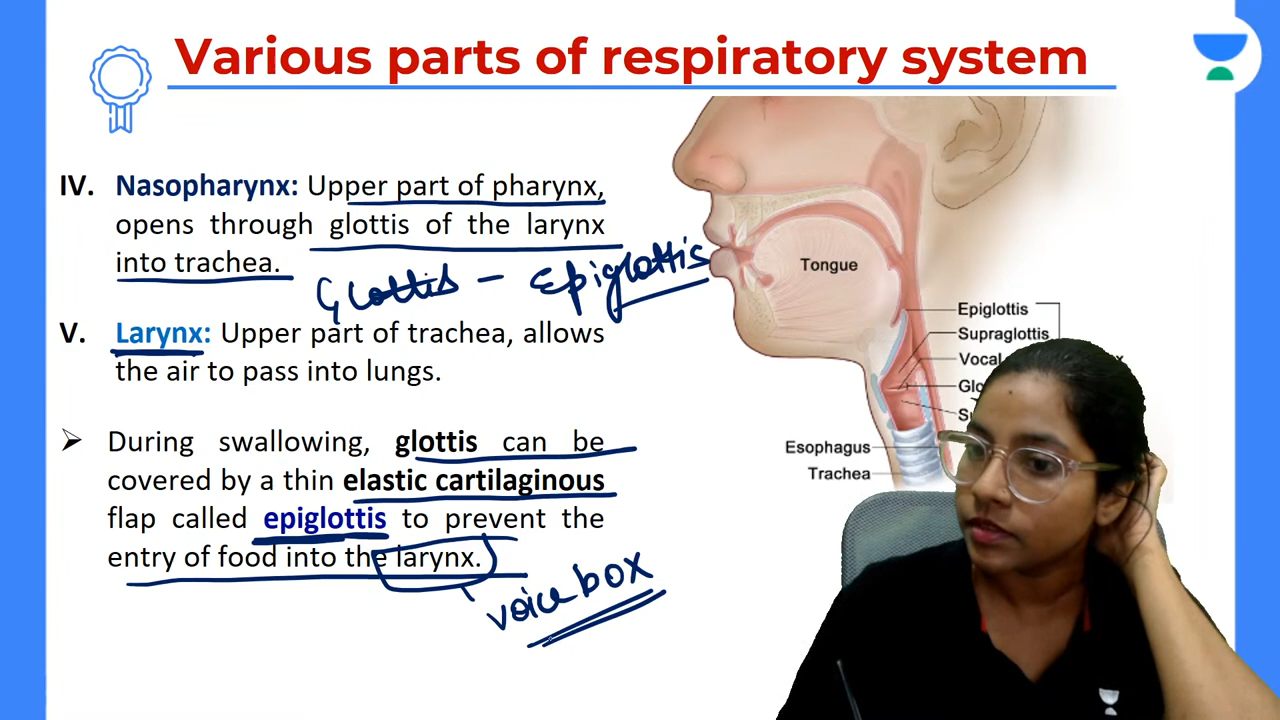 Various parts of respiratory system
IV. Nasopharynx: Upper part of pharynx,
opens through glottis of the larynx
into trachea.
Glottis - Epiglottis
V. Larynx: Upper part of trachea, allows
the air to pass into lungs.
➢ During swallowing, glottis can be
covered by a thin elastic cartilaginous
flap called epiglottis to prevent the
entry of food into the larynx.
voice box
Tongue
Epiglottis
Supraglottis
Vocal
Esophagus
Trachea